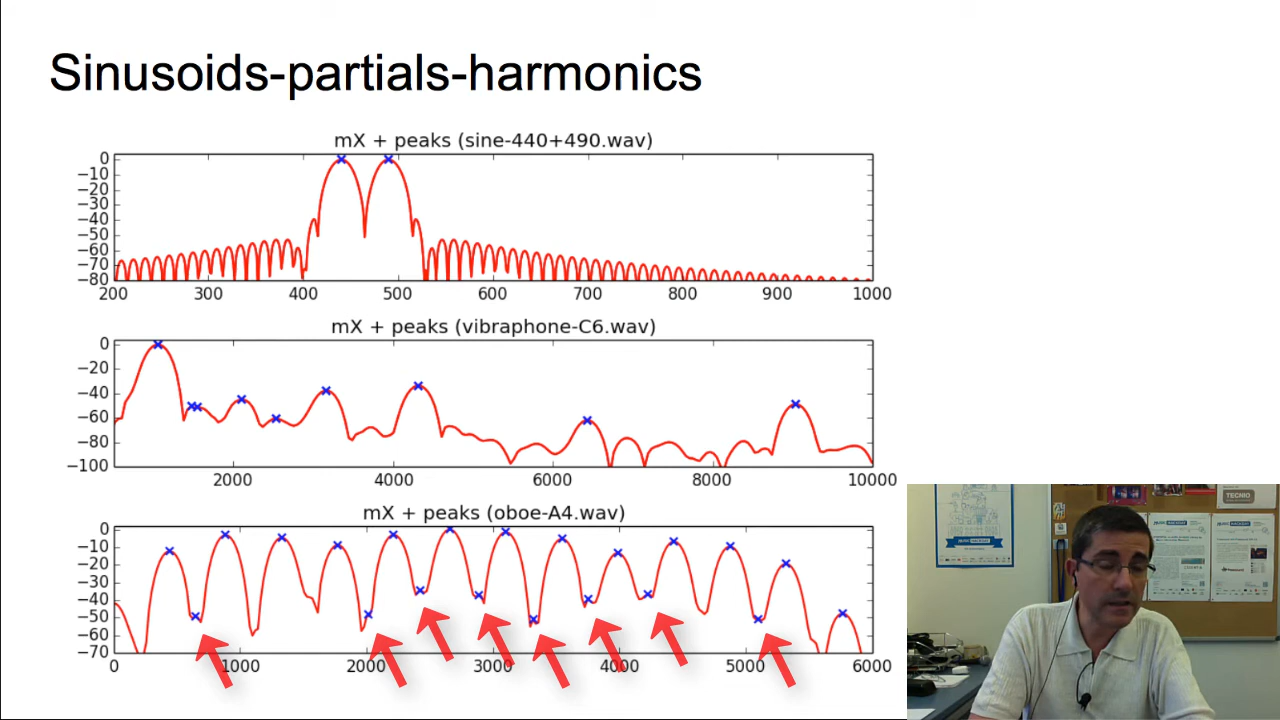 Sinusoids-partials-harmonics
mX + peaks (sine-440+490.wav)
0
−10
−20
−30
−40
−50
−60
−70
−80
200 300 400 500 600 700 800 900 1000
mX + peaks (vibraphone-C6.wav)
0
−20
−40
−60
−80
−100
2000 4000 6000 8000 10000
mX + peaks (oboe-A4.wav)
0
−10
−20
−30
−40
−50
−60
−70
0 1000 2000 3000 4000 5000 6000
TECNIO